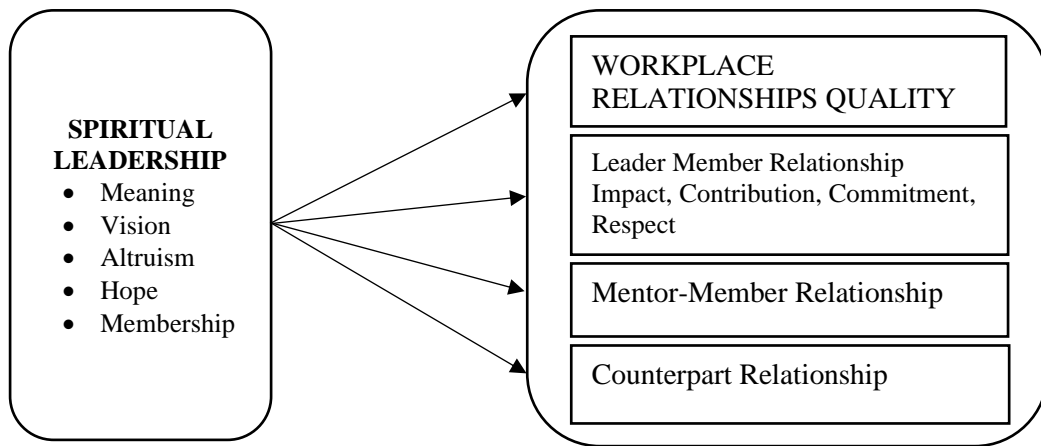 SPIRITUAL
LEADERSHIP
• Meaning
• Vision
• Altruism
• Hope
• Membership
WORKPLACE
RELATIONSHIPS QUALITY
Leader Member Relationship
Impact, Contribution, Commitment,
Respect
Mentor-Member Relationship
Counterpart Relationship